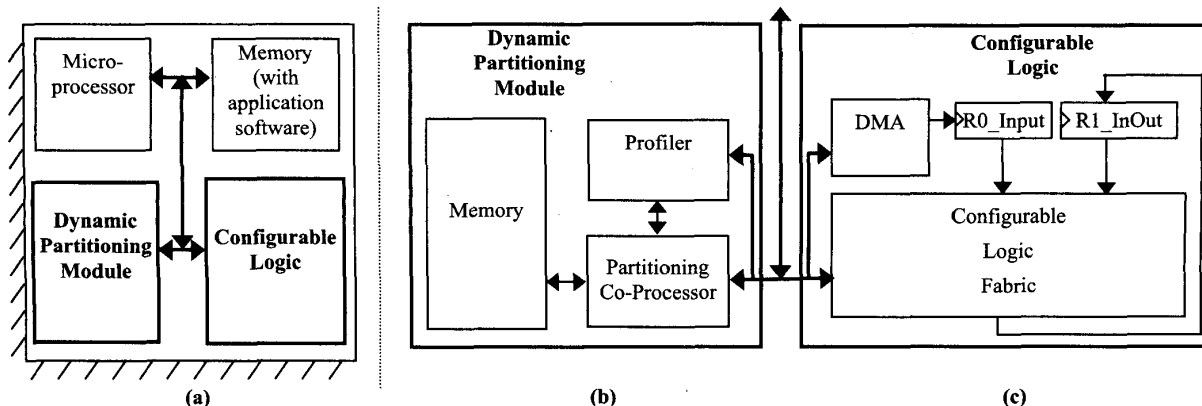 Micro-
processor
Memory
(with
application
software)
Dynamic
Partitioning
Module
Configurable
Logic
(a)
Dynamic
Partitioning
Module
Memory
Profiler
Partitioning
Co-Processor
(b)
Configurable
Logic
DMA
R0_Input
R1_InOut
Configurable
Logic
Fabric
(c)